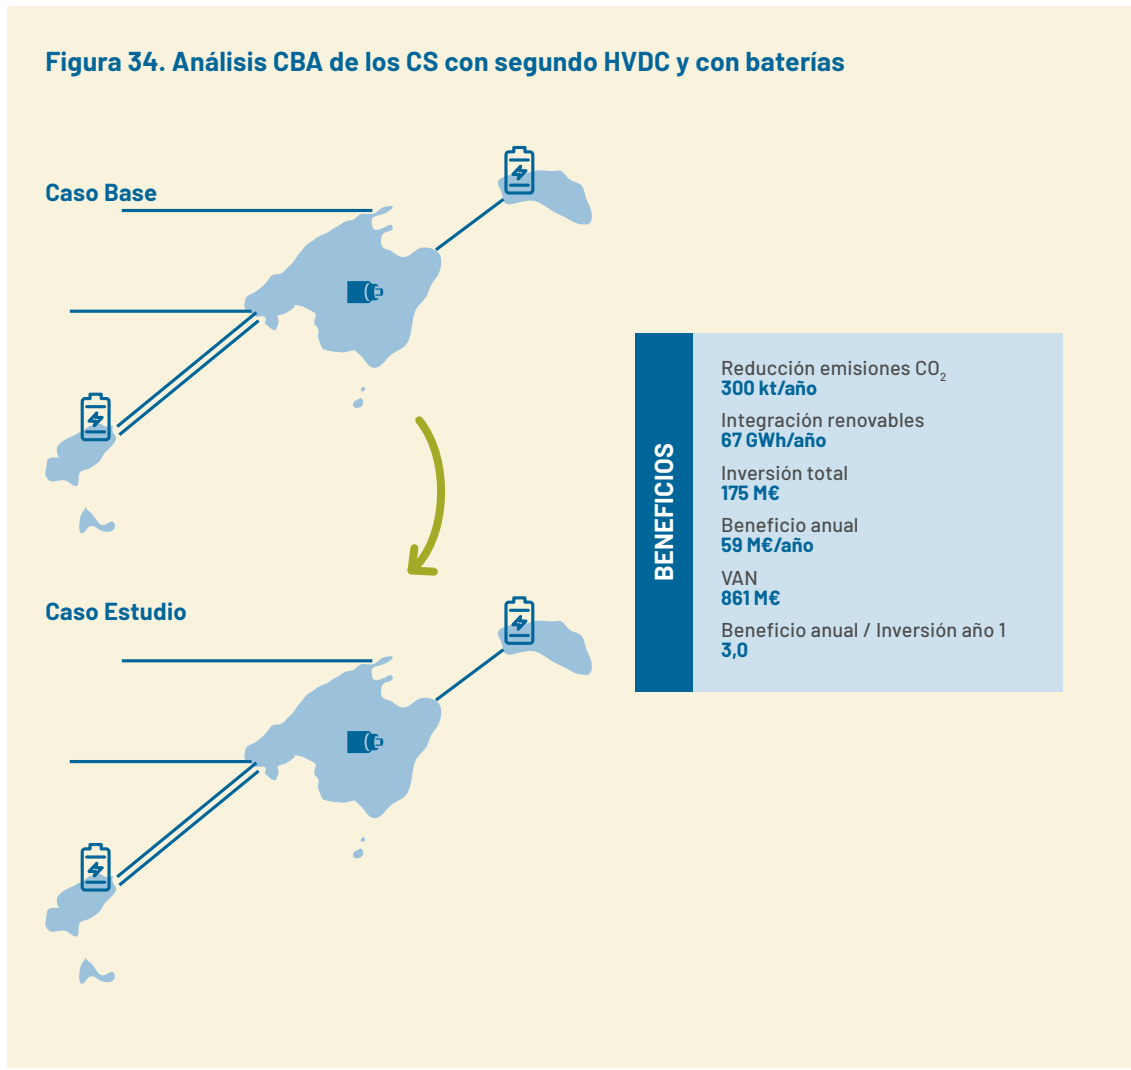 Figura 34. Análisis CBA de los CS con segundo HVDC y con baterías
Caso Base
Caso Estudio
BENEFICIOS
Reducción emisiones CO₂
300 kt/año
Integración renovables
67 GWh/año
Inversión total
175 M€
Beneficio anual
59 M€/año
VAN
861 M€
Beneficio anual / Inversión año 1
3,0